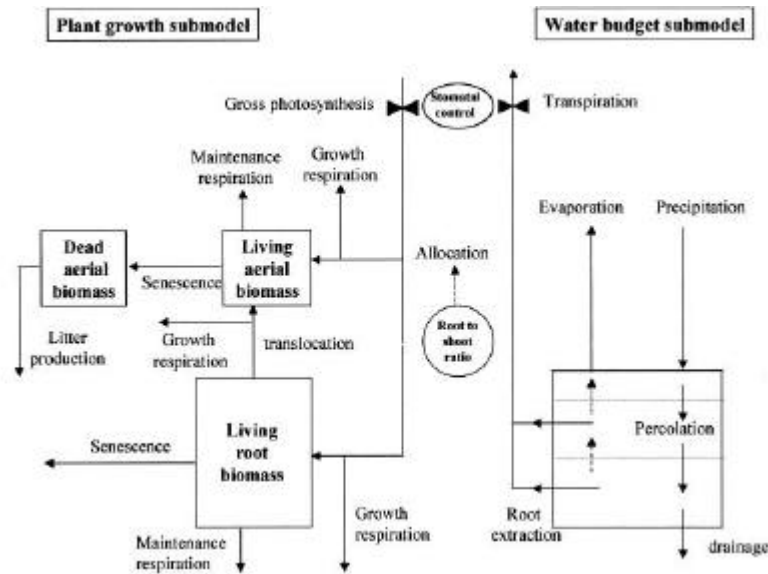 Plant growth submodel
Water budget submodel
Gross photosynthesis
Stomatal
control
Transpiration
Maintenance
respiration
Growth
respiration
Evaporation
Precipitation
Dead
aerial
biomass
Senescence
Living
aerial
biomass
Allocation
Litter
production
Growth
respiration
translocation
Root to
shoot
ratio
Living
root
biomass
Senescence
Percolation
Maintenance
respiration
Growth
respiration
Root
extraction
drainage